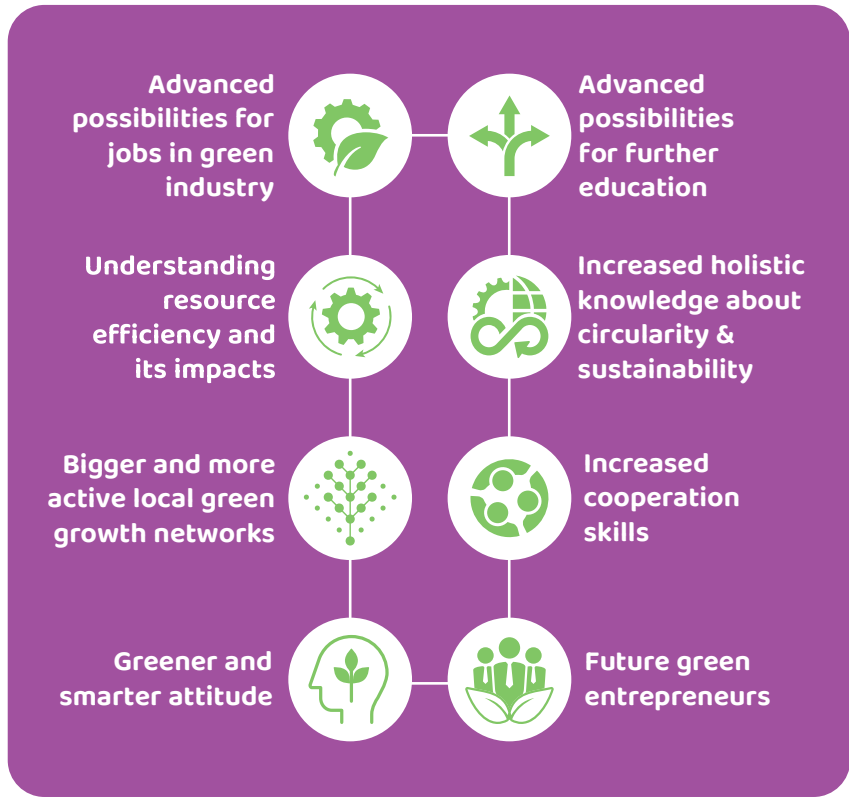 Advanced
possibilities for
jobs in green
industry
Advanced
possibilities
for further
education
Understanding
resource
efficiency and
its impacts
Increased holistic
knowledge about
circularity &
sustainability
Bigger and more
active local green
growth networks
Increased
cooperation
skills
Greener and
smarter attitude
Future green
entrepreneurs